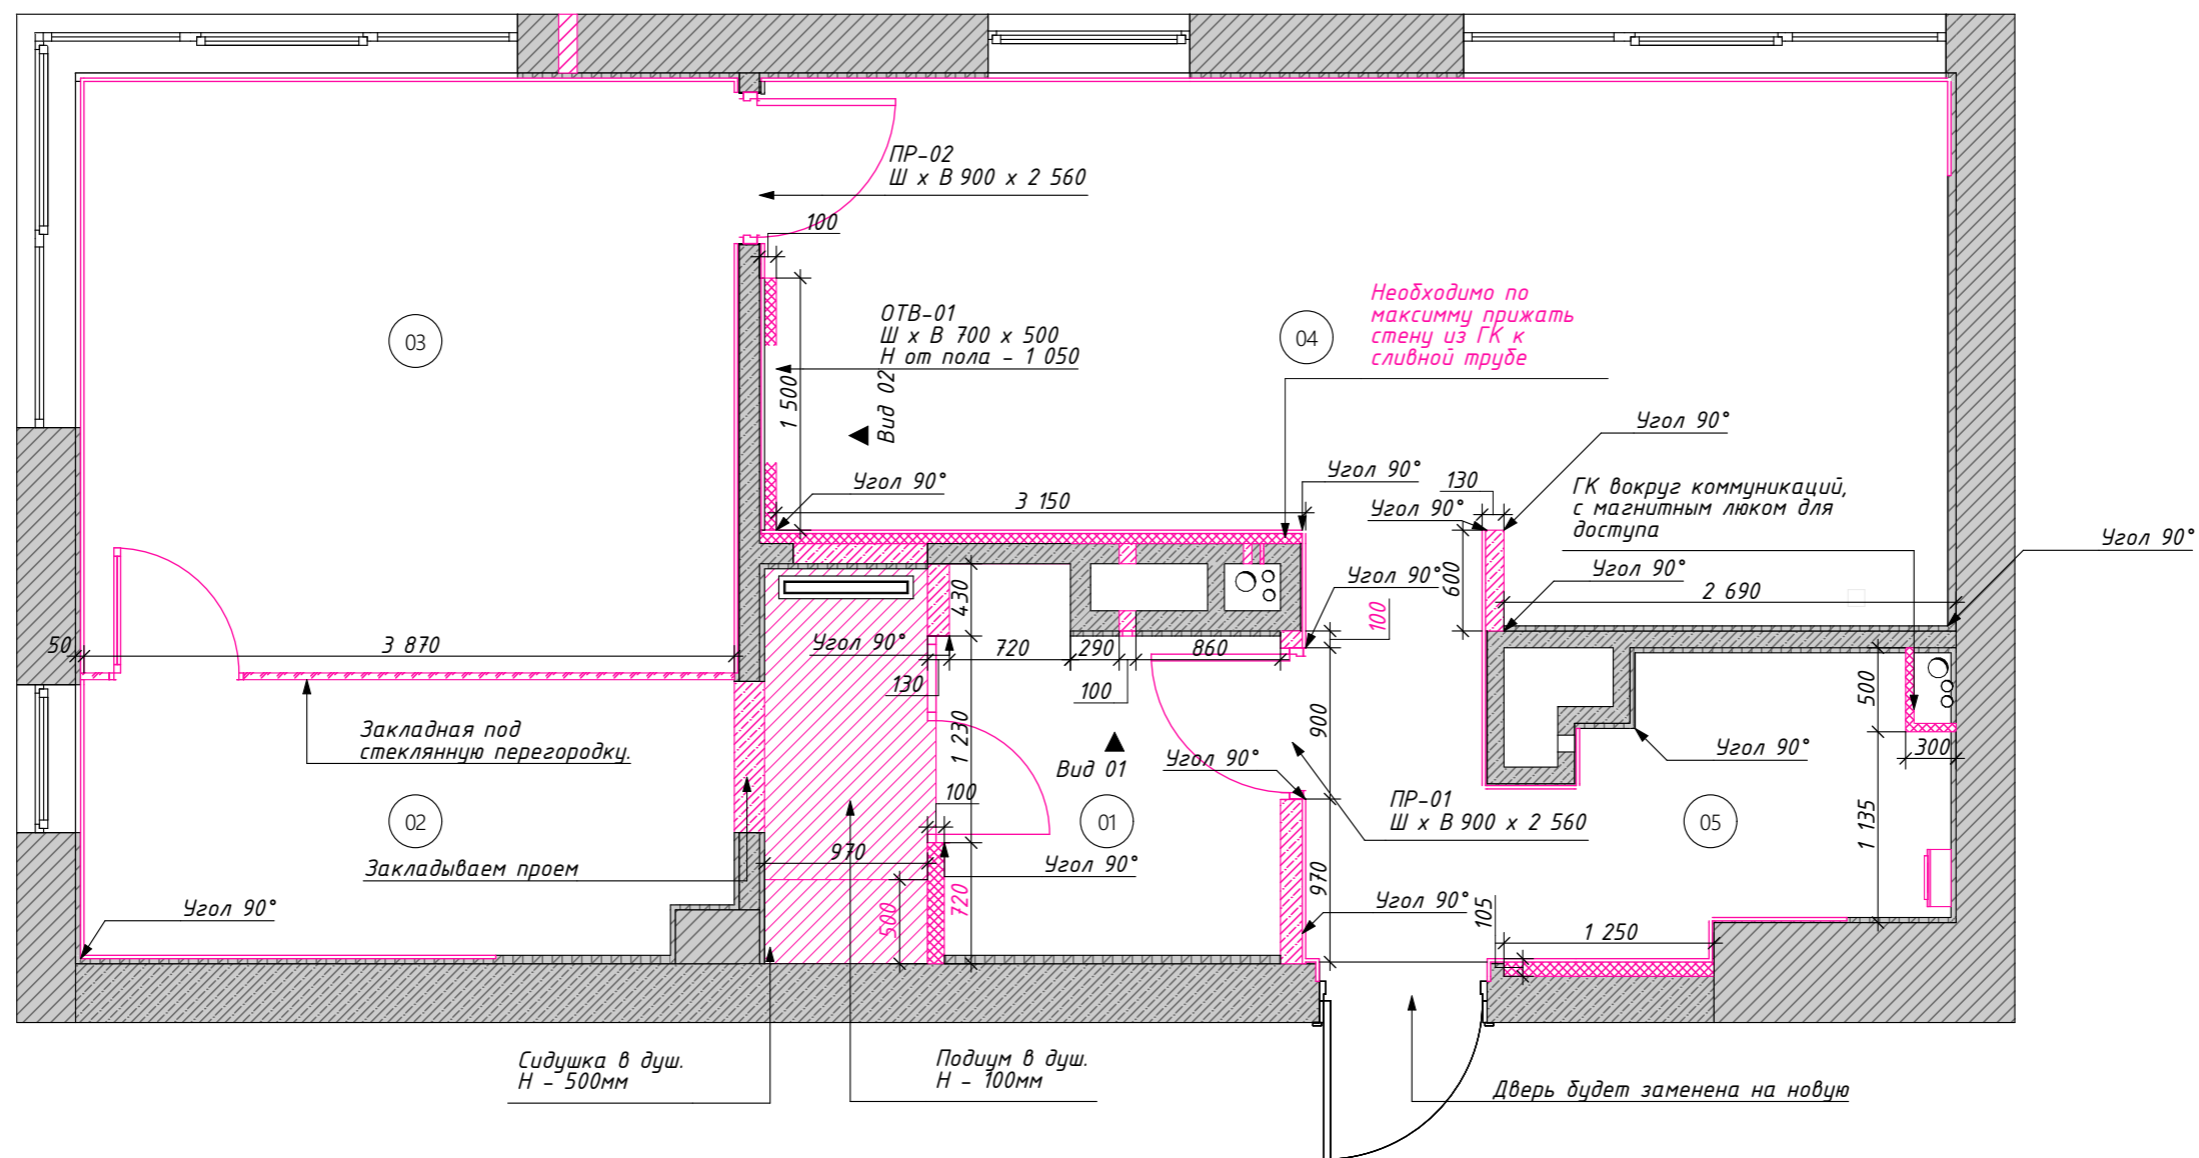 ПР-02
Ш х В 900 х 2 560
100
03
ОТВ-01
Ш х В 700 х 500
Н от пола - 1 050
1 500
Вид 02
04
Необходимо по
максимму прижать
стену из ГК к
сливной трубе
Угол 90°
3 150
Угол 90°
Угол 90°
130
Угол 90°
ГК вокруг коммуникаций,
с магнитным люком для
доступа
Угол 90°
600
Угол 90°
2 690
Угол 90°
100
430
50
3 870
Угол 90°
720
290
860
130
100
900
500
300
Закладная под
стеклянную перегородку.
1 230
Вид 01
Угол 90°
Угол 90°
02
100
01
ПР-01
Ш х В 900 х 2 560
05
1 135
Закладываем проем
970
Угол 90°
970
Угол 90°
500
720
Угол 90°
105
1 250
Сидушка в душ.
Н - 500мм
Подиум в душ.
Н - 100мм
Дверь будет заменена на новую